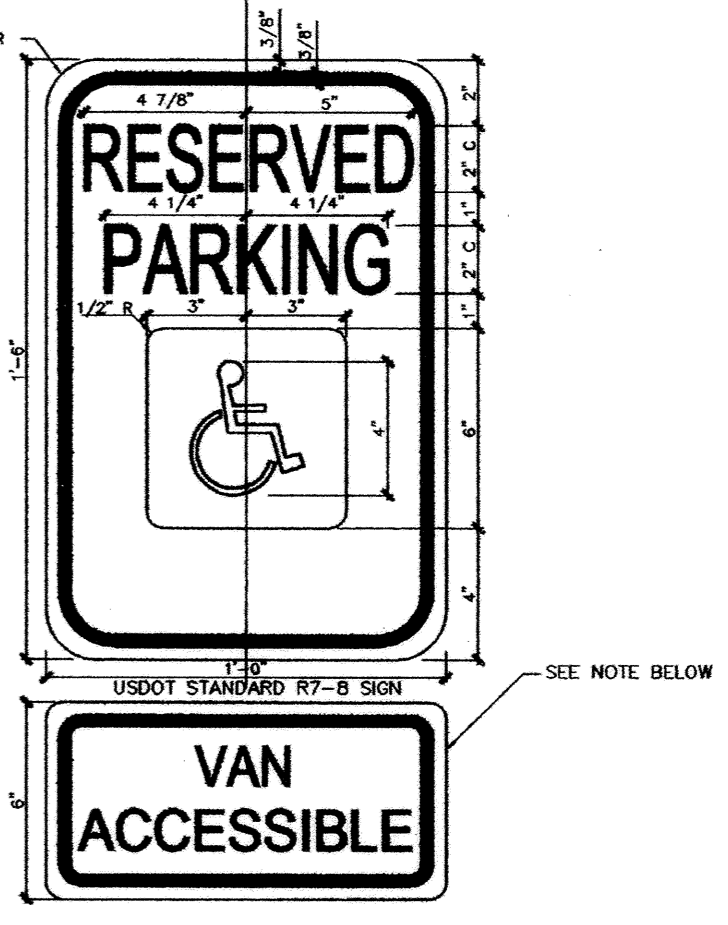 R
3/8"
3/8"
4 7/8" 5"
2"
RESERVED
2" C
4 1/4" 4 1/4"
1"
PARKING
2" C
1/2" R 3" 3"
1"
1'-6"
4"
6"
4"
1'-0"
USDOT STANDARD R7-8 SIGN
SEE NOTE BELOW
VAN
6"
ACCESSIBLE